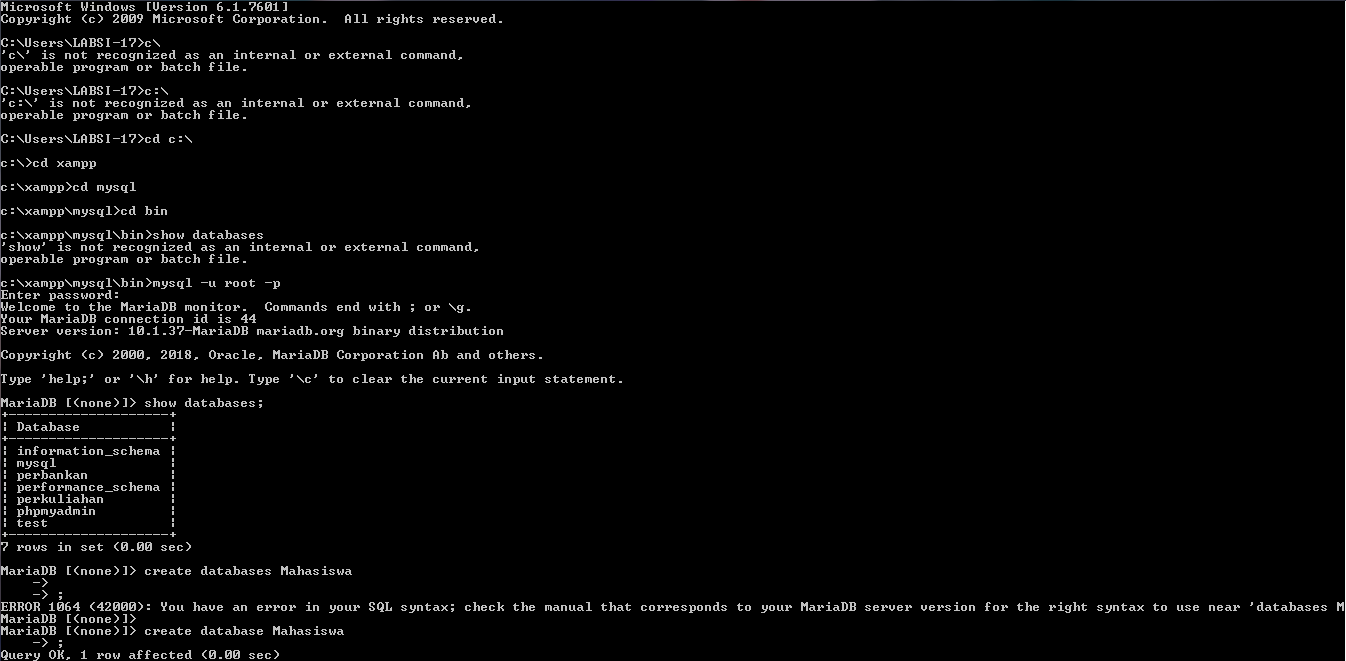 Microsoft Windows [Version 6.1.7601]
Copyright (c) 2009 Microsoft Corporation.  All rights reserved.
C:\Users\LABSI-17>c\
'c\' is not recognized as an internal or external command,
operable program or batch file.
C:\Users\LABSI-17>c:\
'c:\' is not recognized as an internal or external command,
operable program or batch file.
C:\Users\LABSI-17>cd c:\
c:\>cd xampp
c:\xampp>cd mysql
c:\xampp\mysql>cd bin
c:\xampp\mysql\bin>show databases
'show' is not recognized as an internal or external command,
operable program or batch file.
c:\xampp\mysql\bin>mysql -u root -p
Enter password:
Welcome to the MariaDB monitor.  Commands end with ; or \g.
Your MariaDB connection id is 44
Server version: 10.1.37-MariaDB mariadb.org binary distribution
Copyright (c) 2000, 2018, Oracle, MariaDB Corporation Ab and others.
Type 'help;' or '\h' for help. Type '\c' to clear the current input statement.
MariaDB [(none)]> show databases;
+--------------------+
| Database           |
+--------------------+
| information_schema |
| mysql              |
| perbankan          |
| performance_schema |
| perkuliahan        |
| phpmyadmin         |
| test               |
+--------------------+
7 rows in set (0.00 sec)
MariaDB [(none)]> create databases Mahasiswa
    ->
    -> ;
ERROR 1064 (42000): You have an error in your SQL syntax; check the manual that corresponds to your MariaDB server version for the right syntax to use near 'databases M
MariaDB [(none)]>
MariaDB [(none)]> create database Mahasiswa
    -> ;
Query OK, 1 row affected (0.00 sec)